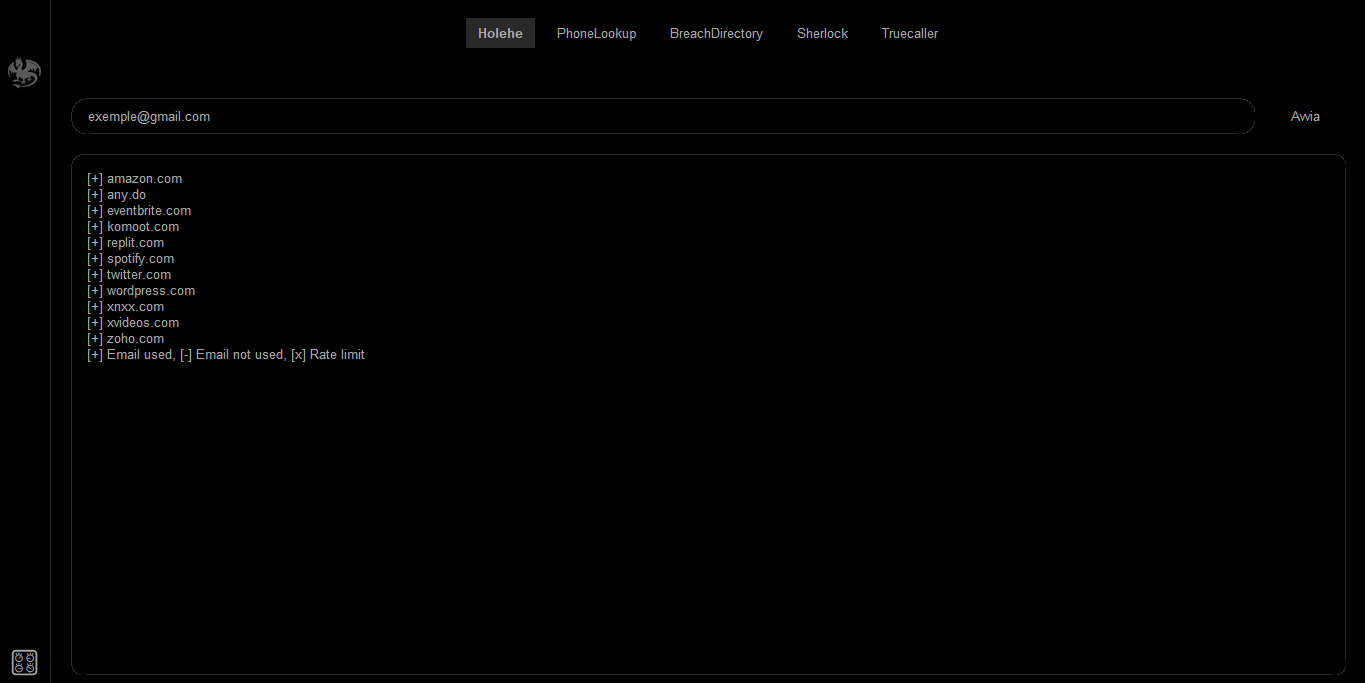 Holehe PhoneLookup BreachDirectory Sherlock Truecaller
exemple@gmail.com Avvia
[+] amazon.com
[+] any.do
[+] eventbrite.com
[+] komoot.com
[+] replit.com
[+] spotify.com
[+] twitter.com
[+] wordpress.com
[+] xnxx.com
[+] xvideos.com
[+] zoho.com
[+] Email used, [-] Email not used, [x] Rate limit